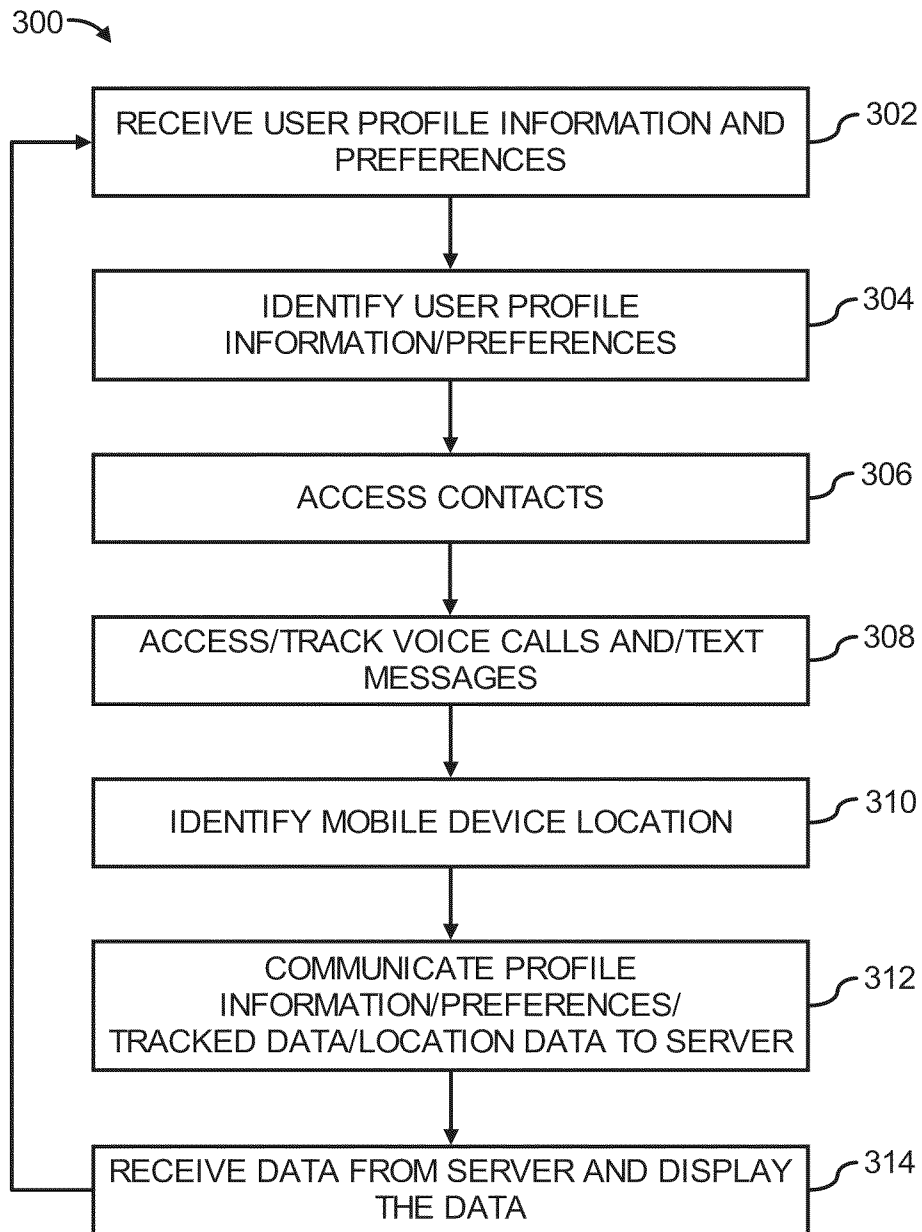 300
RECEIVE USER PROFILE INFORMATION AND
PREFERENCES
302
IDENTIFY USER PROFILE
INFORMATION/PREFERENCES
304
ACCESS CONTACTS
306
ACCESS/TRACK VOICE CALLS AND/TEXT
MESSAGES
308
IDENTIFY MOBILE DEVICE LOCATION
310
COMMUNICATE PROFILE
INFORMATION/PREFERENCES/
TRACKED DATA/LOCATION DATA TO SERVER
312
RECEIVE DATA FROM SERVER AND DISPLAY
THE DATA
314